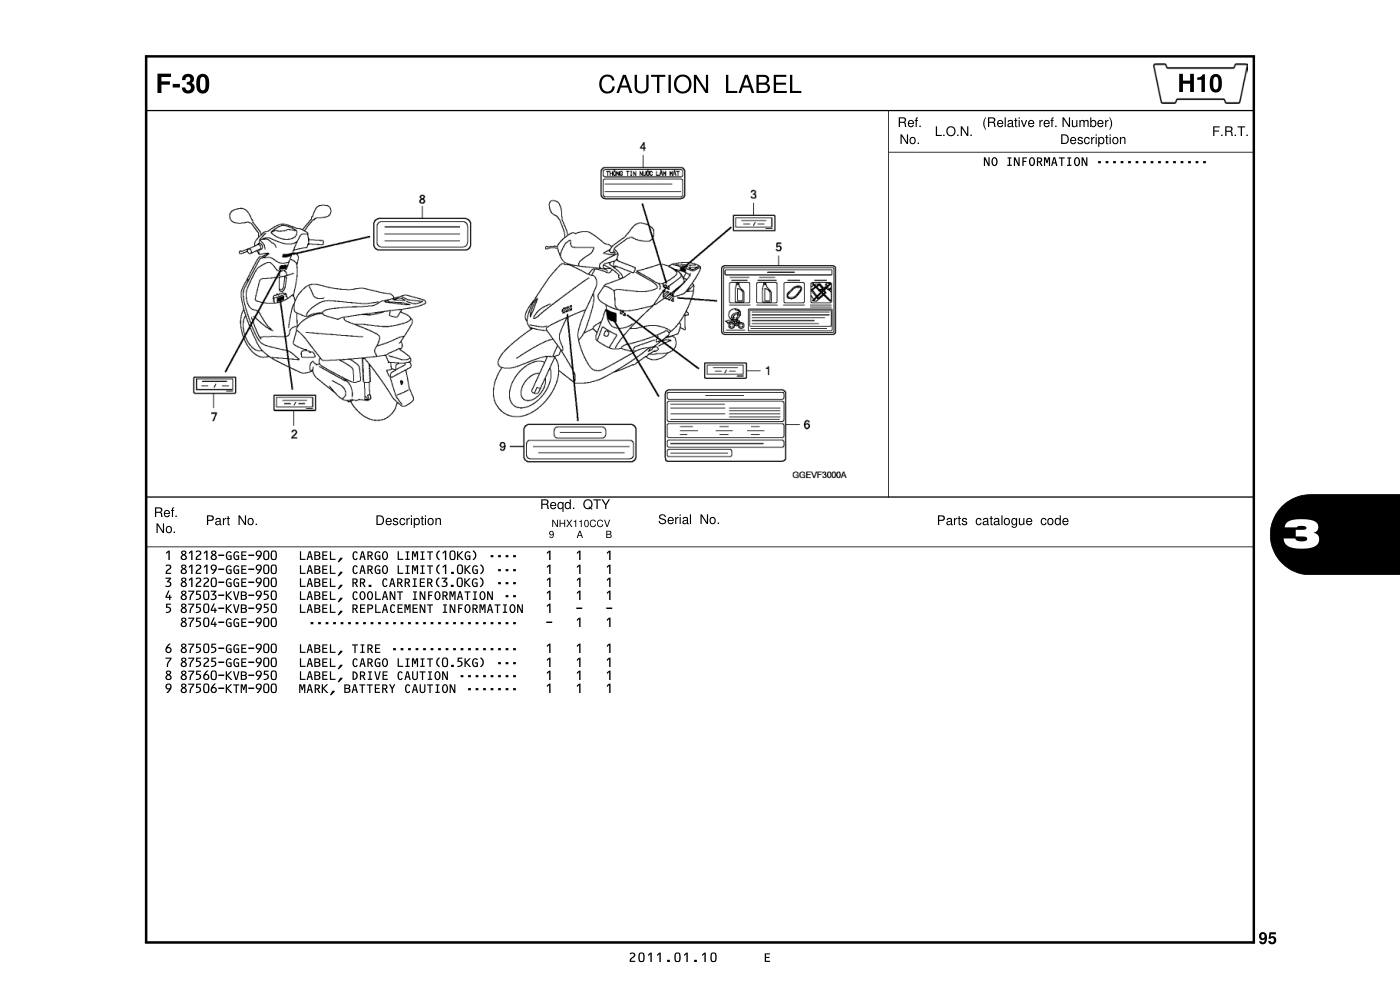 F-30 CAUTION LABEL H10
Ref. No. L.O.N. (Relative ref. Number) Description F.R.T.
NO INFORMATION ---------------
4
THÔNG TIN NƯỚC LÀM MÁT
3
8
5
7
2
1
6
9
GGEVF3000A
Ref. No. Part No. Description Reqd. QTY NHX110CCV 9 A B Serial No. Parts catalogue code
1 81218-GGE-900 LABEL, CARGO LIMIT(10KG) ---- 1 1 1
2 81219-GGE-900 LABEL, CARGO LIMIT(1.0KG) --- 1 1 1
3 81220-GGE-900 LABEL, RR. CARRIER(3.0KG) --- 1 1 1
4 87503-KVB-950 LABEL, COOLANT INFORMATION -- 1 1 1
5 87504-KVB-950 LABEL, REPLACEMENT INFORMATION 1 - -
87504-GGE-900 ---------------------------- - 1 1
6 87505-GGE-900 LABEL, TIRE ----------------- 1 1 1
7 87525-GGE-900 LABEL, CARGO LIMIT(0.5KG) --- 1 1 1
8 87560-KVB-950 LABEL, DRIVE CAUTION -------- 1 1 1
9 87506-KTM-900 MARK, BATTERY CAUTION ------- 1 1 1
3
95
2011.01.10 E